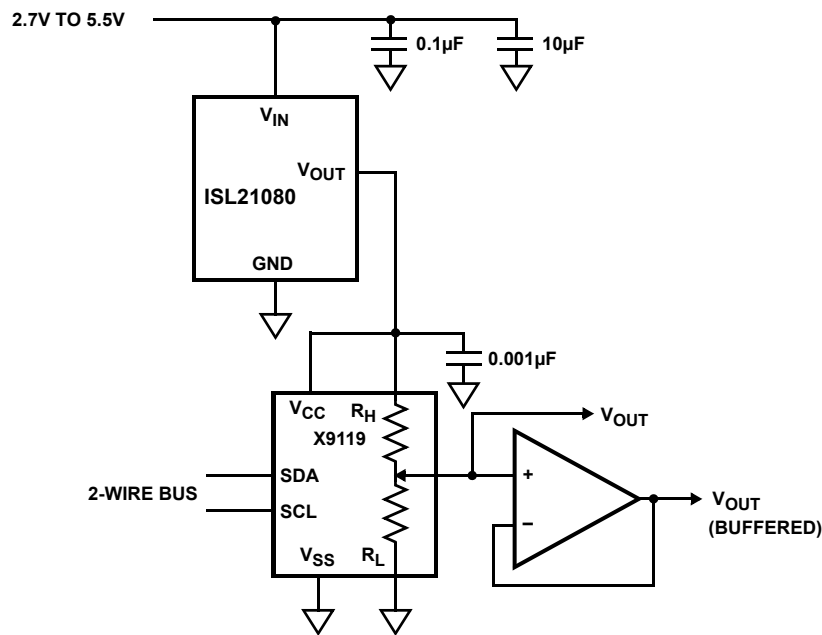 2.7V TO 5.5V
0.1µF
10µF
VIN
VOUT
ISL21080
GND
0.001µF
VCC
RH
X9119
VOUT
SDA
+
2-WIRE BUS
SCL
−
VOUT
(BUFFERED)
VSS
RL